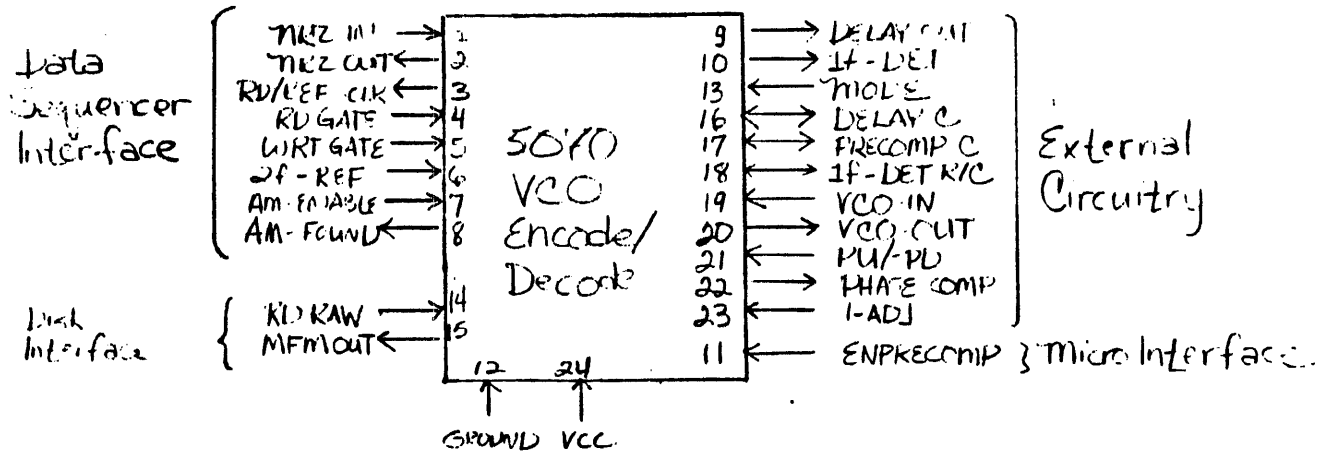 Data
Sequencer
Interface
NRZ IN → 1
NRZ OUT ← 2
RD/REF CLK ← 3
RD GATE → 4
WRT GATE → 5
2f-REF → 6
AM-ENABLE → 7
AM-FOUND ← 8
Disk
Interface
RD RAW → 14
MFMOUT ← 15
5070
VCO
Encode/
Decode
9 → DELAY OUT
10 → 1f-DET
13 ← MODE
16 ↔ DELAY C
17 ↔ PRECOMP C
18 ↔ 1f-DET R/C
19 ← VCO IN
20 → VCO OUT
21 ← PU/-PD
22 → PHASE COMP
23 ← I-ADJ
External
Circuitry
11 ← ENPRECOMP } Micro Interface
12 24
GROUND VCC